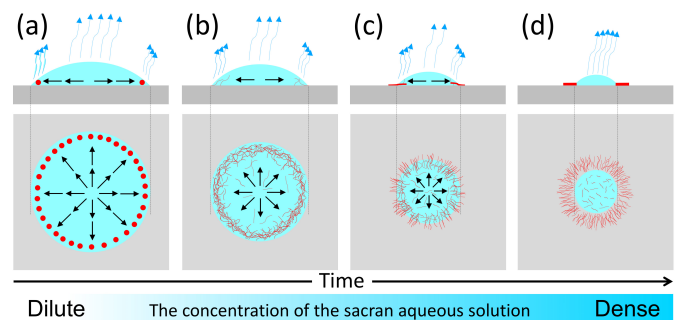 (a) (b) (c) (d)
Time
Dilute The concentration of the sacran aqueous solution Dense